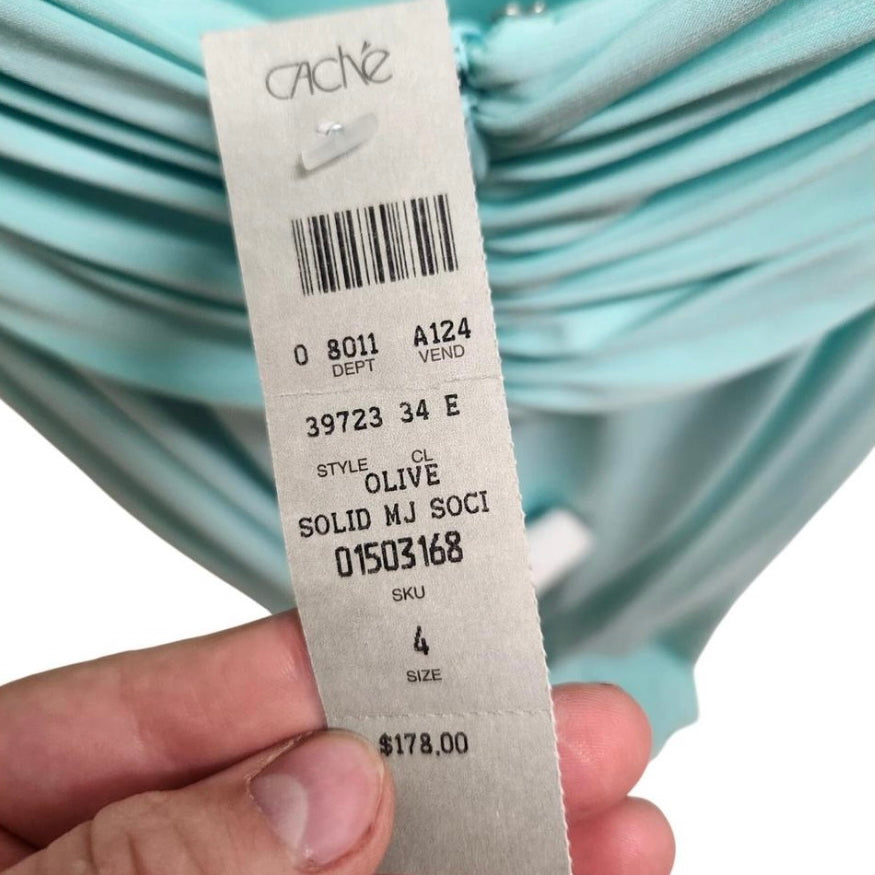 CAché
0 8011 A124
DEPT VEND
39723 34 E
STYLE CL
OLIVE
SOLID MJ SOCI
01503168
SKU
4
SIZE
$178.00